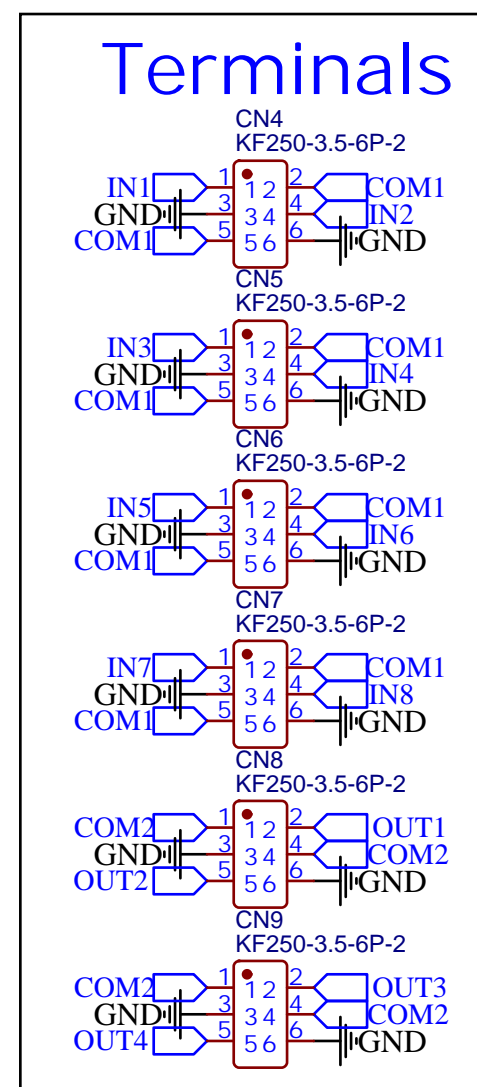 Terminals
CN4
KF250-3.5-6P-2
IN1 1 1 2 2 COM1
GND 3 3 4 4 IN2
COM1 5 5 6 6 GND
CN5
KF250-3.5-6P-2
IN3 1 1 2 2 COM1
GND 3 3 4 4 IN4
COM1 5 5 6 6 GND
CN6
KF250-3.5-6P-2
IN5 1 1 2 2 COM1
GND 3 3 4 4 IN6
COM1 5 5 6 6 GND
CN7
KF250-3.5-6P-2
IN7 1 1 2 2 COM1
GND 3 3 4 4 IN8
COM1 5 5 6 6 GND
CN8
KF250-3.5-6P-2
COM2 1 1 2 2 OUT1
GND 3 3 4 4 COM2
OUT2 5 5 6 6 GND
CN9
KF250-3.5-6P-2
COM2 1 1 2 2 OUT3
GND 3 3 4 4 COM2
OUT4 5 5 6 6 GND